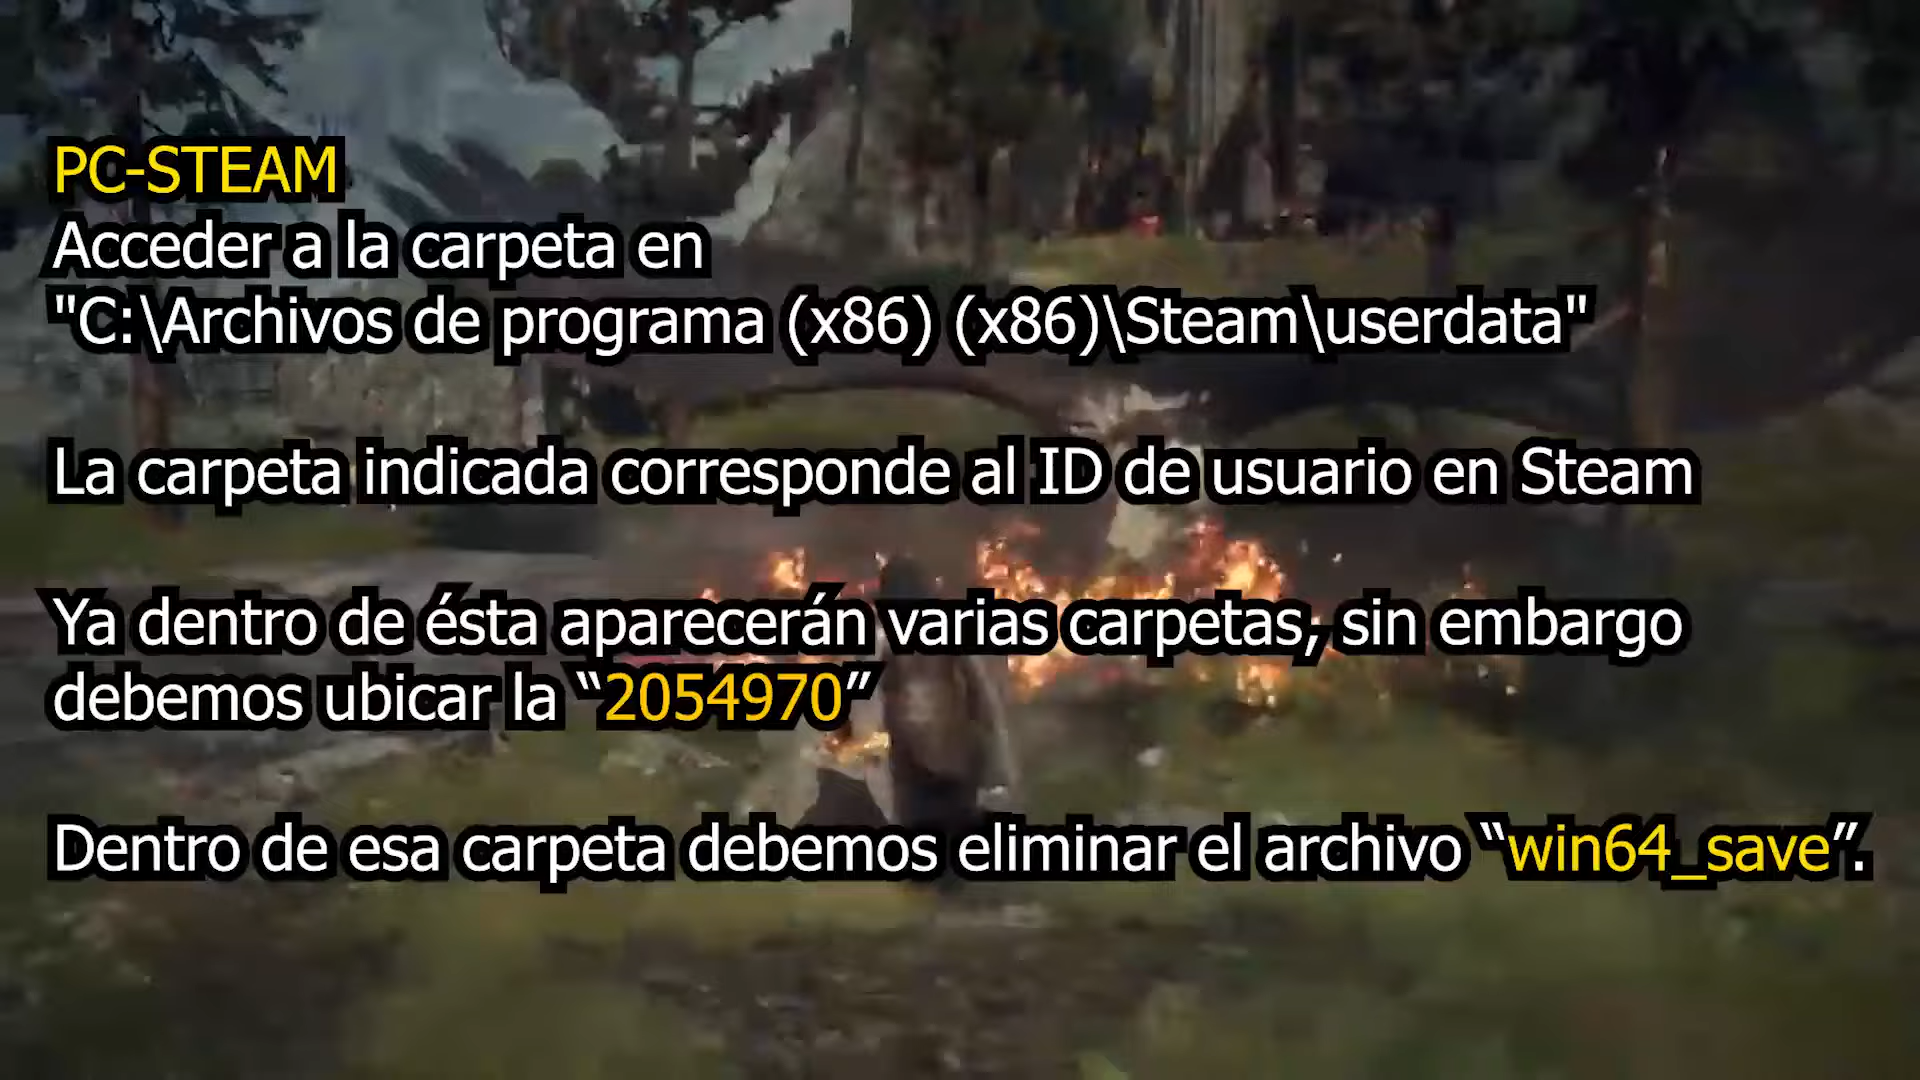 PC-STEAM
Acceder a la carpeta en
"C:\Archivos de programa (x86) (x86)\Steam\userdata"
La carpeta indicada corresponde al ID de usuario en Steam
Ya dentro de ésta aparecerán varias carpetas, sin embargo
debemos ubicar la “2054970”
Dentro de esa carpeta debemos eliminar el archivo “win64_save”.